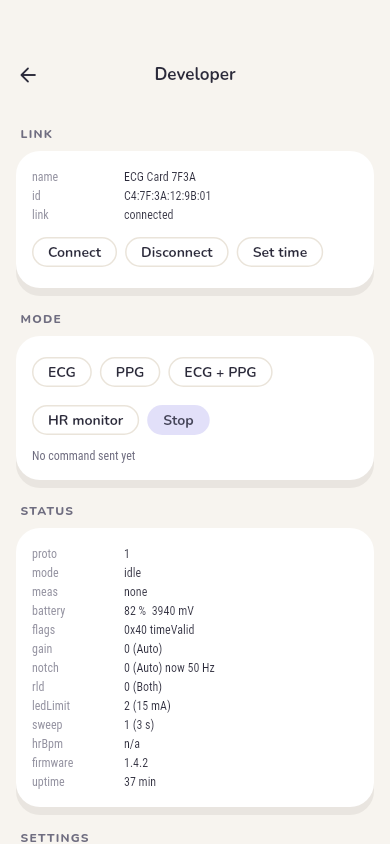 Developer
LINK
name ECG Card 7F3A
id C4:7F:3A:12:9B:01
link connected
Connect Disconnect Set time
MODE
ECG PPG ECG + PPG
HR monitor Stop
No command sent yet
STATUS
proto 1
mode idle
meas none
battery 82 % 3940 mV
flags 0x40 timeValid
gain 0 (Auto)
notch 0 (Auto) now 50 Hz
rld 0 (Both)
ledLimit 2 (15 mA)
sweep 1 (3 s)
hrBpm n/a
firmware 1.4.2
uptime 37 min
SETTINGS